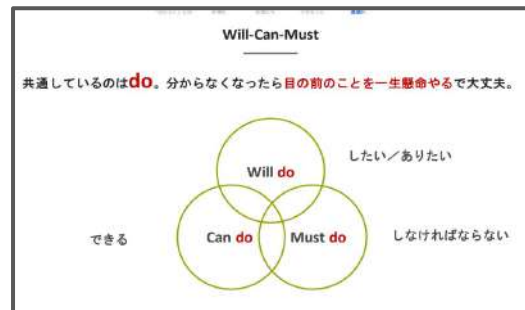 Will-Can-Must
共通しているのはdo。分からなくなったら目の前のことを一生懸命やるで大丈夫。
Will do
したい／ありたい
できる
Can do
Must do
しなければならない